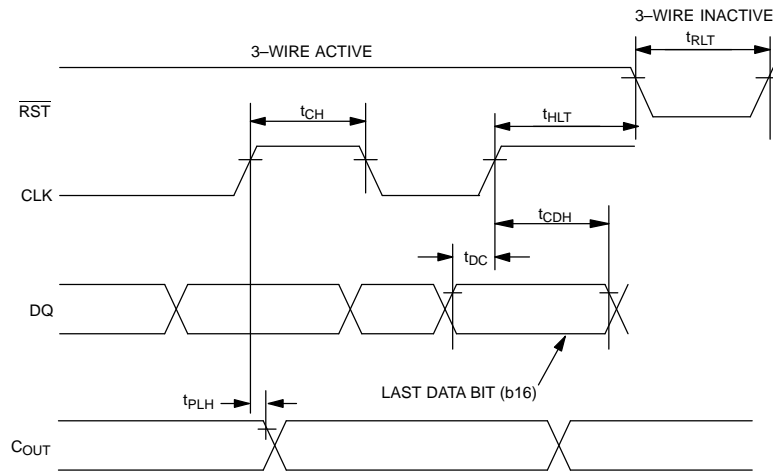 3–WIRE INACTIVE
3–WIRE ACTIVE
tRLT
RST
tCH
tHLT
CLK
tCDH
tDC
DQ
LAST DATA BIT (b16)
tPLH
COUT